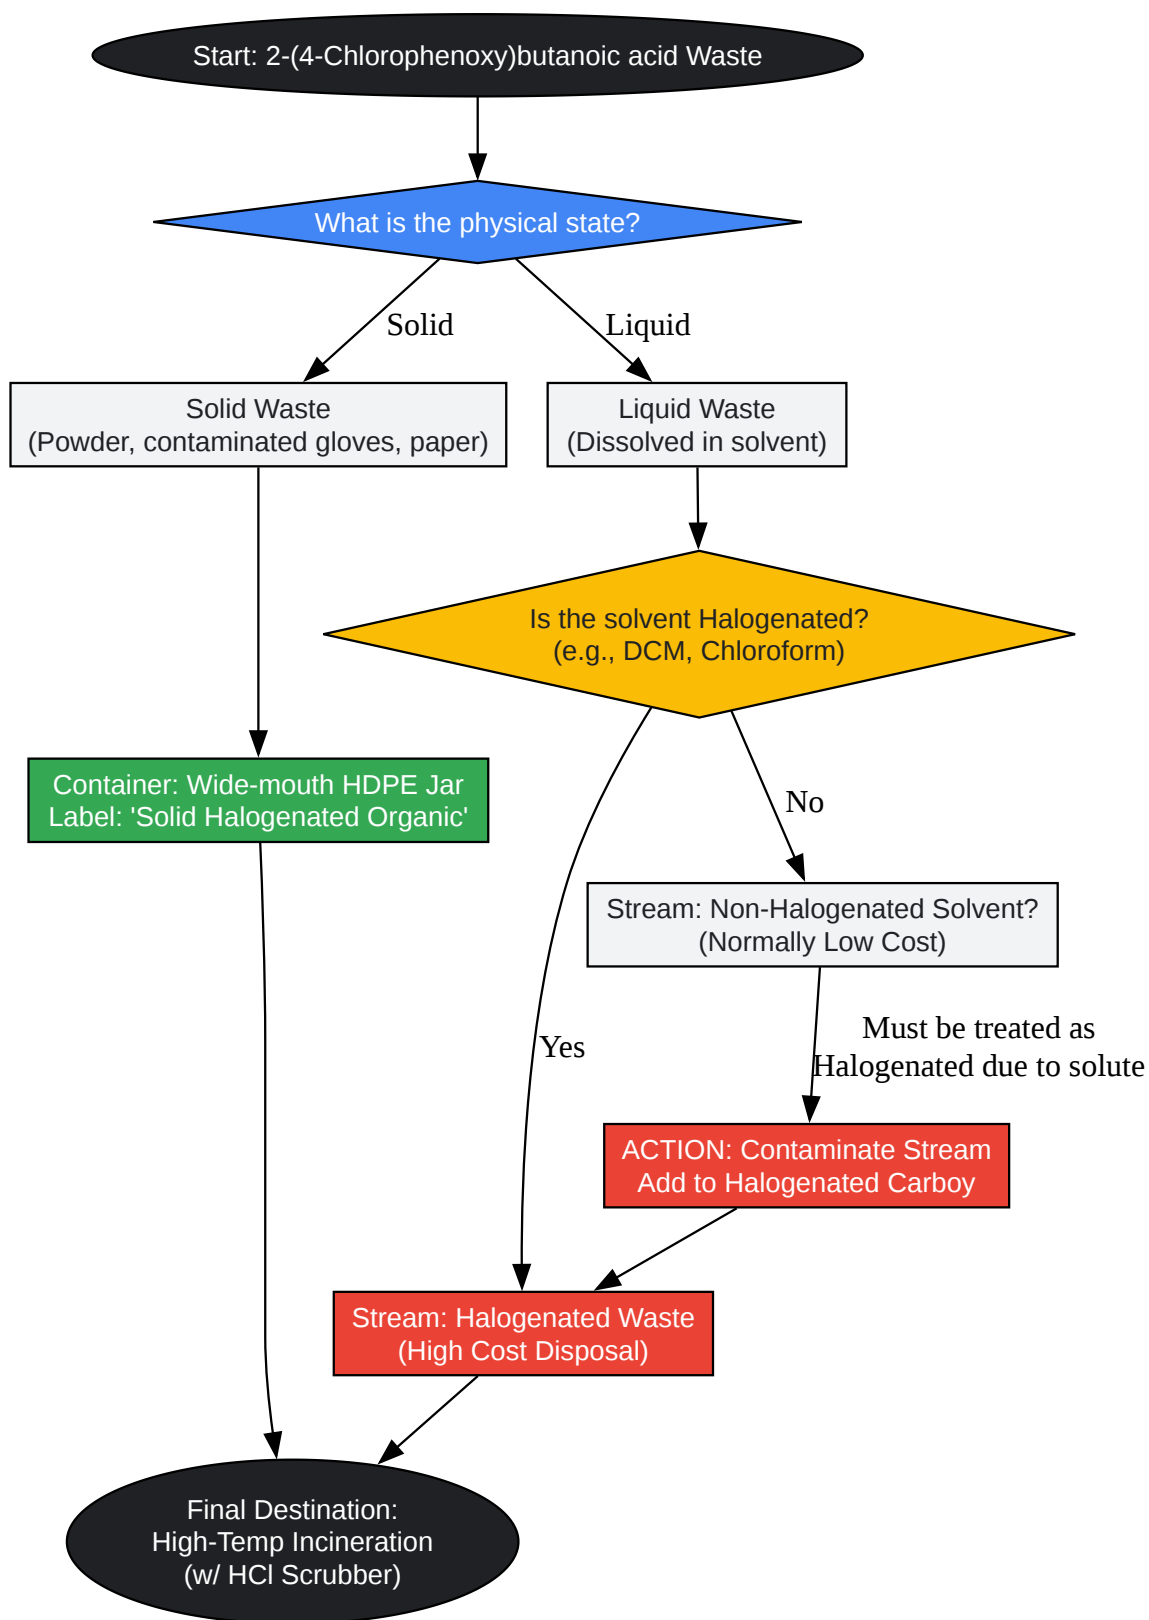 Start: 2-(4-Chlorophenoxy)butanoic acid Waste
What is the physical state?
Solid
Liquid
Solid Waste
(Powder, contaminated gloves, paper)
Liquid Waste
(Dissolved in solvent)
Is the solvent Halogenated?
(e.g., DCM, Chloroform)
Container: Wide-mouth HDPE Jar
Label: 'Solid Halogenated Organic'
No
Stream: Non-Halogenated Solvent?
(Normally Low Cost)
Yes
Must be treated as
Halogenated due to solute
ACTION: Contaminate Stream
Add to Halogenated Carboy
Stream: Halogenated Waste
(High Cost Disposal)
Final Destination:
High-Temp Incineration
(w/ HCl Scrubber)